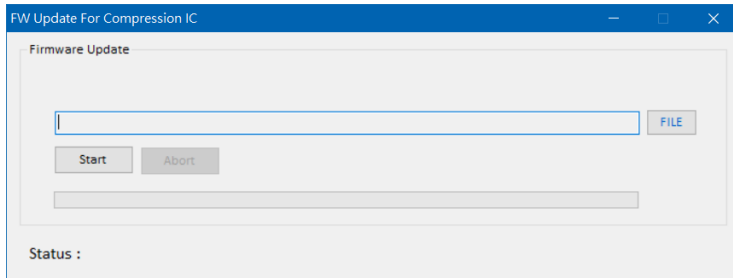 FW Update For Compression IC
Firmware Update
FILE
Start Abort
Status :